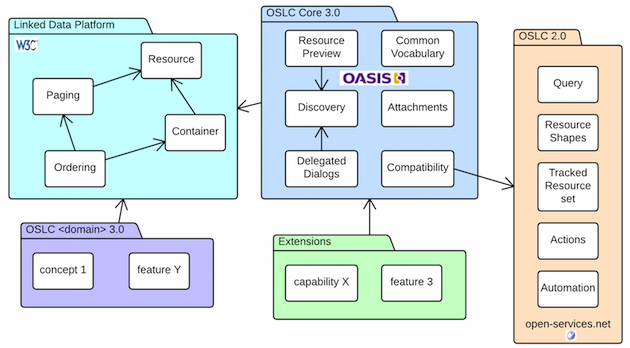 Linked Data Platform
W3C
Resource
Paging
Container
Ordering
OSLC Core 3.0
Resource
Preview
Common
Vocabulary
OASIS
Discovery
Attachments
Delegated
Dialogs
Compatibility
OSLC 2.0
Query
Resource
Shapes
Tracked
Resource
set
Actions
Automation
open-services.net
OSLC <domain> 3.0
concept 1
feature Y
Extensions
capability X
feature 3